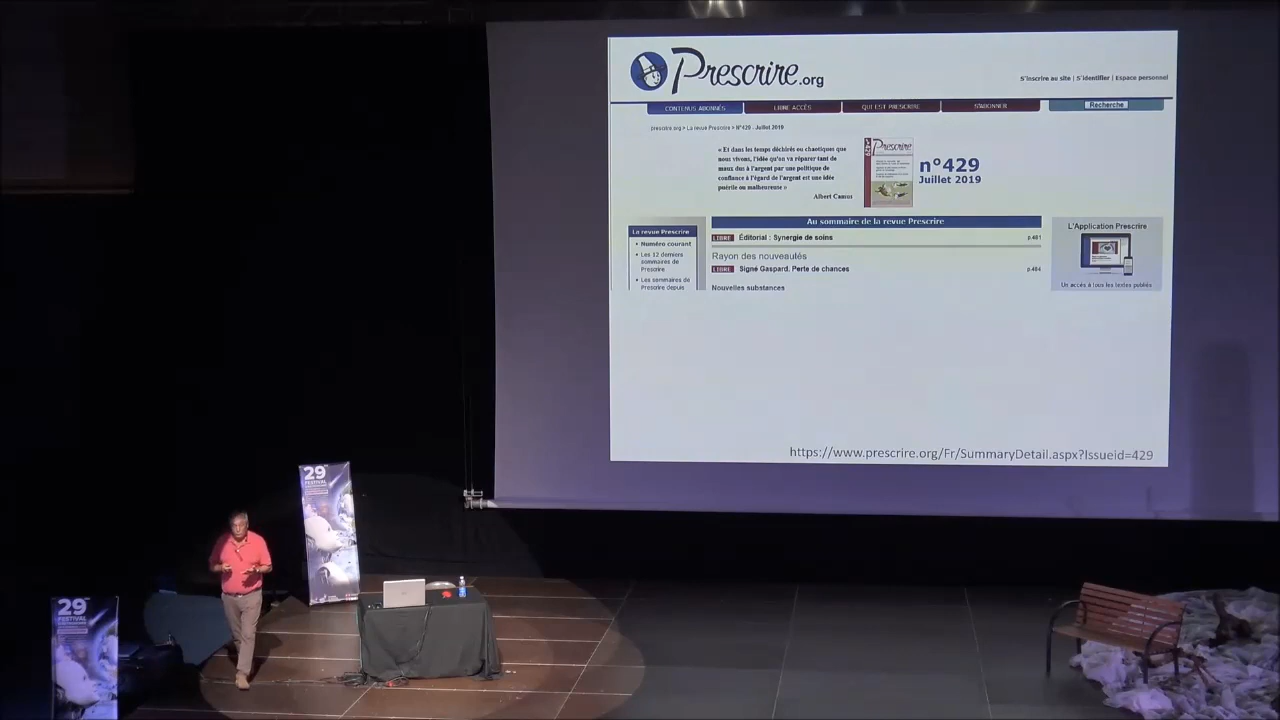 Prescrire.org
S'inscrire au site | S'identifier | Espace personnel
CONTENUS ABONNÉS LIBRE ACCÈS QUI EST PRESCRIRE S'ABONNER Recherche
prescrire.org > La revue Prescrire > N°429 - Juillet 2019
« Et dans les temps déchirés ou chaotiques que
nous vivons, l'idée qu'on va réparer tant de
maux dus à l'argent par une politique de
confiance à l'égard de l'argent est une idée
puérile ou malheureuse »
Albert Camus
Prescrire
n°429
Juillet 2019
La revue Prescrire
• Numéro courant
• Les 12 derniers
sommaires de
Prescrire
• Les sommaires de
Prescrire depuis
Au sommaire de la revue Prescrire
LIBRE Éditorial : Synergie de soins p.481
Rayon des nouveautés
LIBRE Signé Gaspard. Perte de chances p.484
Nouvelles substances
L'Application Prescrire
Un accès à tous les textes publiés
https://www.prescrire.org/Fr/SummaryDetail.aspx?Issueid=429
29
FESTIVAL
29
FESTIVAL